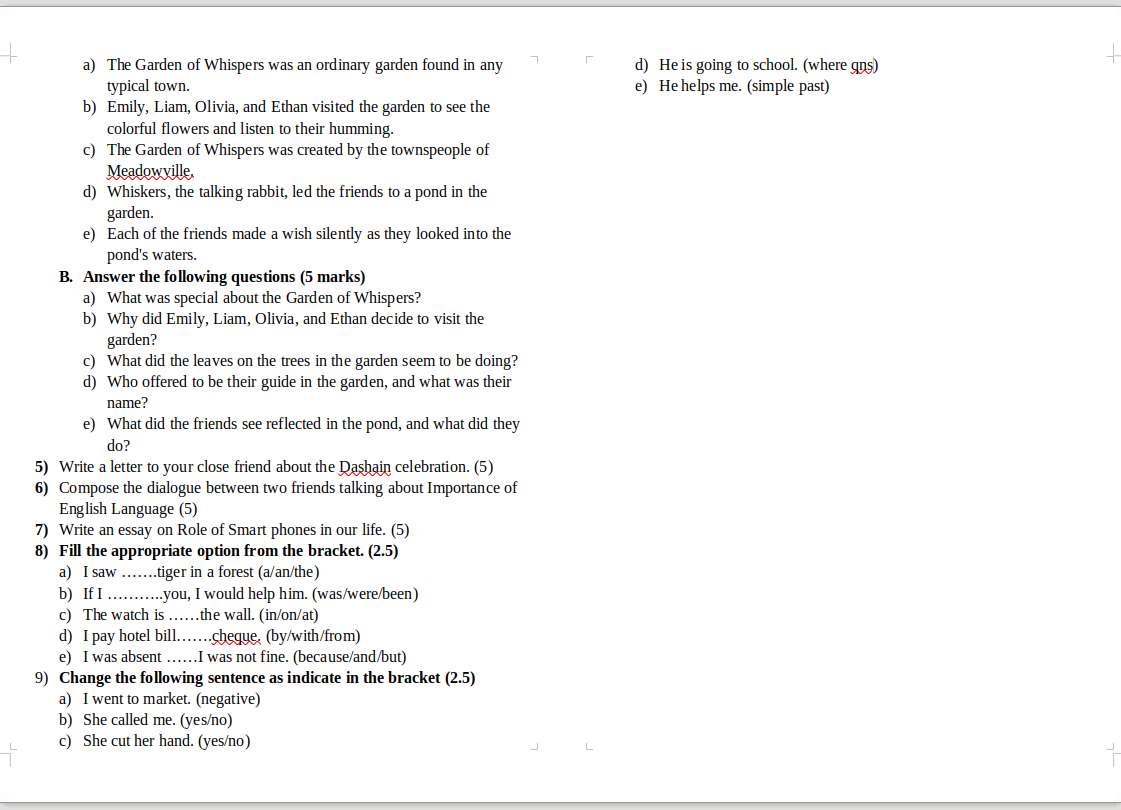 a) The Garden of Whispers was an ordinary garden found in any
typical town.
b) Emily, Liam, Olivia, and Ethan visited the garden to see the
colorful flowers and listen to their humming.
c) The Garden of Whispers was created by the townspeople of
Meadowville.
d) Whiskers, the talking rabbit, led the friends to a pond in the
garden.
e) Each of the friends made a wish silently as they looked into the
pond's waters.
B. Answer the following questions (5 marks)
a) What was special about the Garden of Whispers?
b) Why did Emily, Liam, Olivia, and Ethan decide to visit the
garden?
c) What did the leaves on the trees in the garden seem to be doing?
d) Who offered to be their guide in the garden, and what was their
name?
e) What did the friends see reflected in the pond, and what did they
do?
5) Write a letter to your close friend about the Dashain celebration. (5)
6) Compose the dialogue between two friends talking about Importance of
English Language (5)
7) Write an essay on Role of Smart phones in our life. (5)
8) Fill the appropriate option from the bracket. (2.5)
a) I saw …….tiger in a forest (a/an/the)
b) If I ………..you, I would help him. (was/were/been)
c) The watch is ……the wall. (in/on/at)
d) I pay hotel bill…….cheque. (by/with/from)
e) I was absent ……I was not fine. (because/and/but)
9) Change the following sentence as indicate in the bracket (2.5)
a) I went to market. (negative)
b) She called me. (yes/no)
c) She cut her hand. (yes/no)
d) He is going to school. (where qns)
e) He helps me. (simple past)